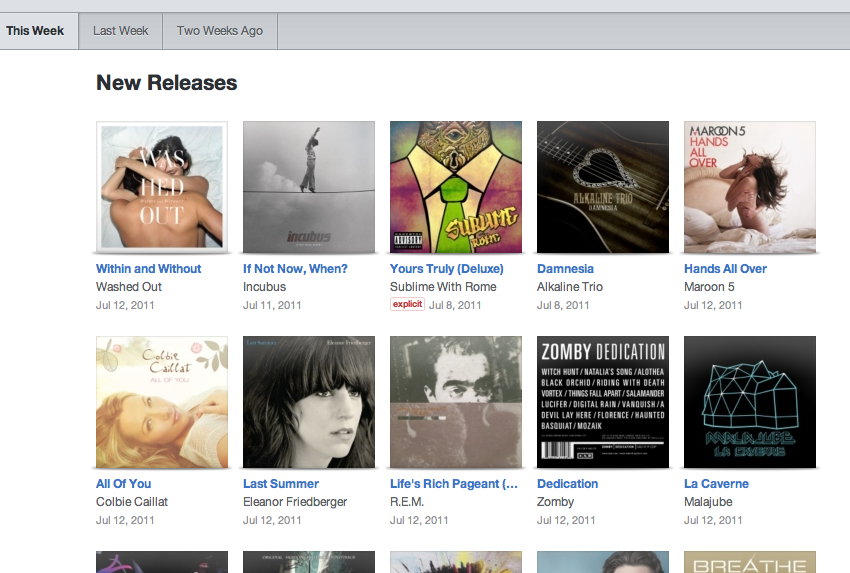 This Week
Last Week
Two Weeks Ago
New Releases
WAS
HED
OUT
incubus
PARENTAL
ADVISORY
EXPLICIT CONTENT
SUBLIME
ROME
ALKALINE TRIO
DAMNESIA
MAROON 5
HANDS
ALL
OVER
Within and Without
Washed Out
Jul 12, 2011
If Not Now, When?
Incubus
Jul 11, 2011
Yours Truly (Deluxe)
Sublime With Rome
explicit Jul 8, 2011
Damnesia
Alkaline Trio
Jul 8, 2011
Hands All Over
Maroon 5
Jul 12, 2011
Colbie
Caillat
ALL OF YOU
Last Summer
Eleanor Friedberger
ZOMBY DEDICATION
WITCH HUNT / NATALIA'S SONG / ALOTHEA
BLACK ORCHID / RIDING WITH DEATH
VORTEX / THINGS FALL APART / SALAMANDER
LUCIFER / DIGITAL RAIN / VANQUISH / A
DEVIL LAY HERE / FLORENCE / HAUNTED
BASQUIAT / MOZAIK
MALAJUBE
LA CAVERNE
All Of You
Colbie Caillat
Jul 12, 2011
Last Summer
Eleanor Friedberger
Jul 12, 2011
Life's Rich Pageant (...
R.E.M.
Jul 12, 2011
Dedication
Zomby
Jul 12, 2011
La Caverne
Malajube
Jul 12, 2011
BREATHE